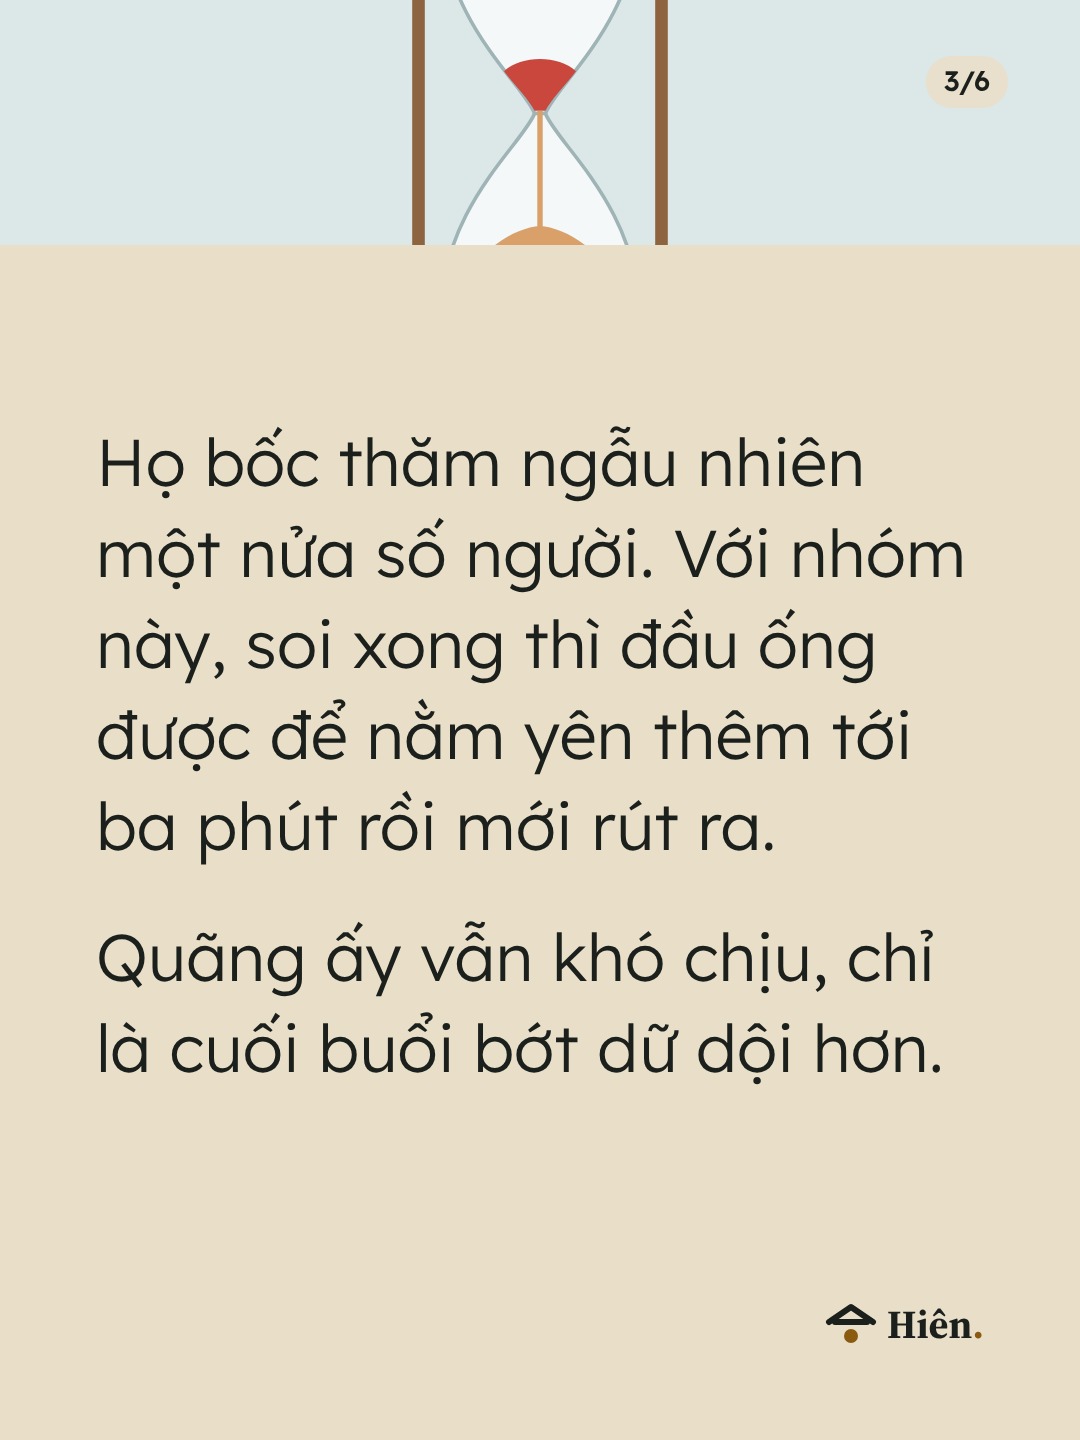 3/6
Họ bốc thăm ngẫu nhiên
một nửa số người. Với nhóm
này, soi xong thì đầu ống
được để nằm yên thêm tới
ba phút rồi mới rút ra.
Quãng ấy vẫn khó chịu, chỉ
là cuối buổi bớt dữ dội hơn.
Hiên.